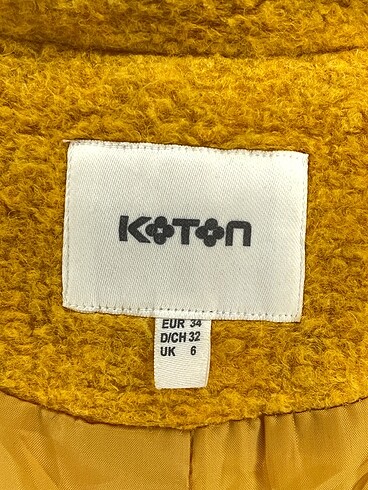 KOTON
EUR 34
D/CH 32
UK 6